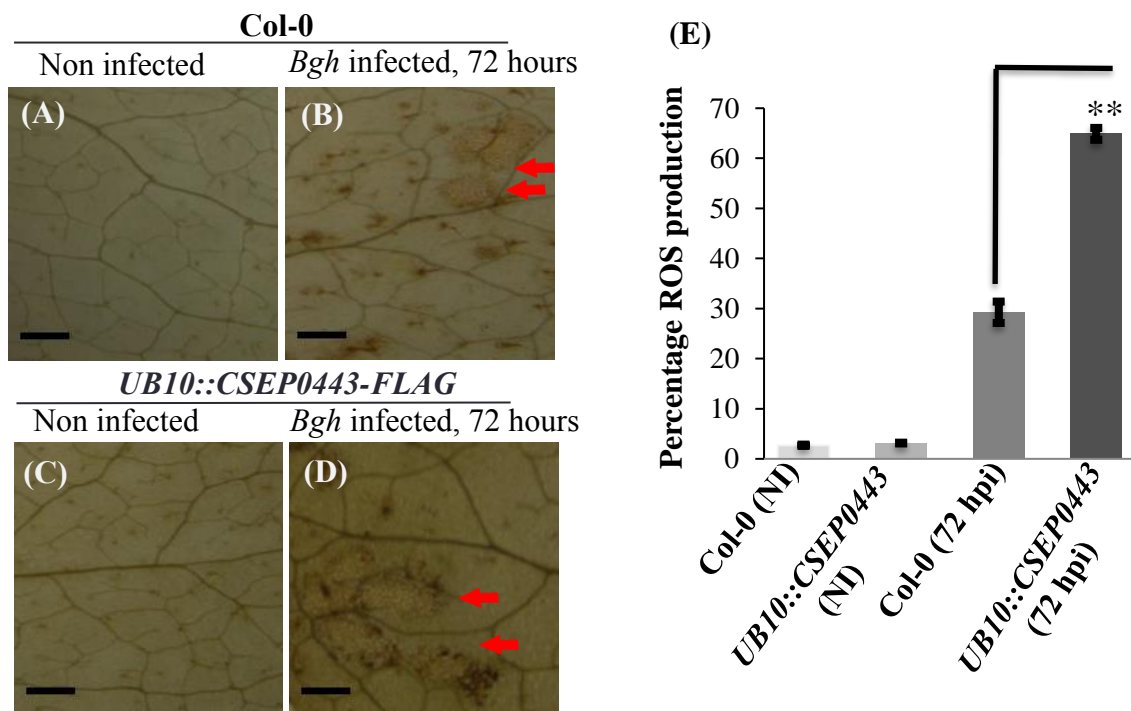 Col-0
Non infected
Bgh infected, 72 hours
(A)
(B)
UB10::CSEP0443-FLAG
Non infected
Bgh infected, 72 hours
(C)
(D)
(E)
Percentage ROS production
70
60
50
40
30
20
10
0
**
Col-0 (NI)
UB10::CSEP0443
(NI)
Col-0 (72 hpi)
UB10::CSEP0443
(72 hpi)